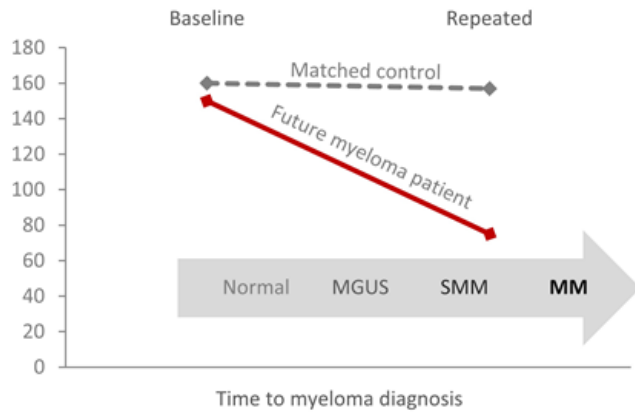 Baseline Repeated
180
160
140
120
100
80
60
40
20
0
Matched control
Future myeloma patient
Normal MGUS SMM MM
Time to myeloma diagnosis